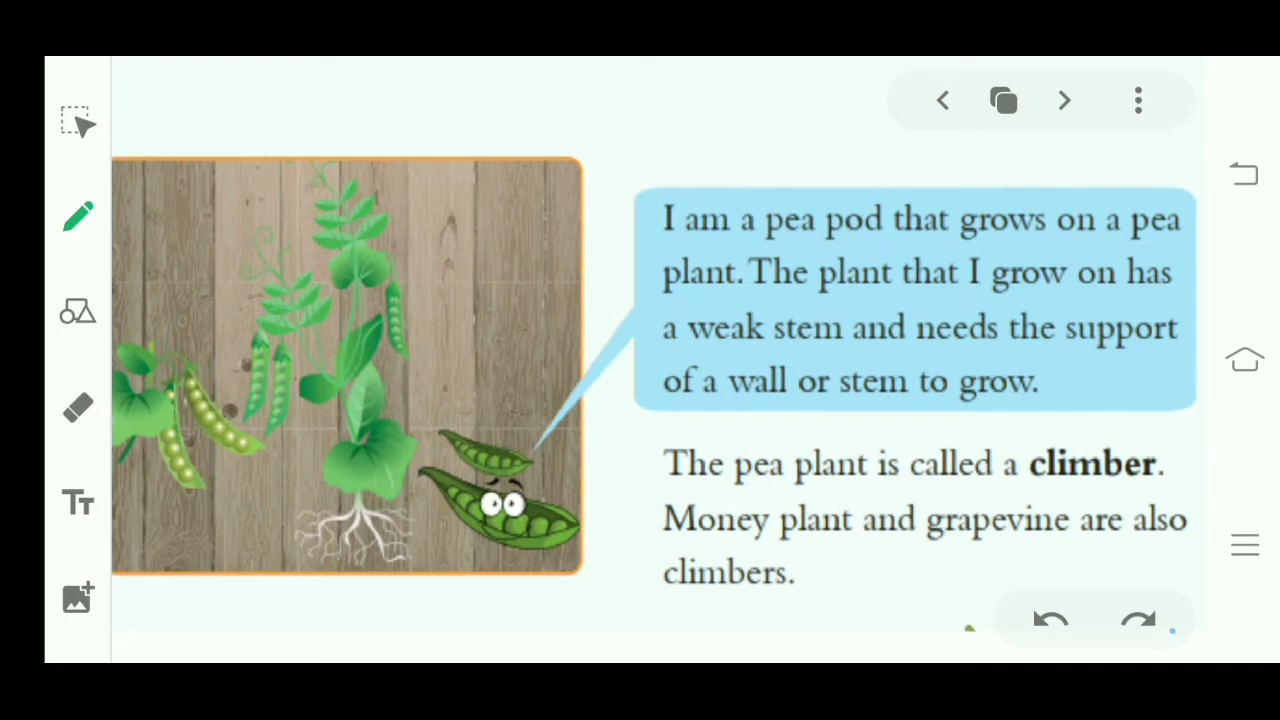 I am a pea pod that grows on a pea
plant. The plant that I grow on has
a weak stem and needs the support
of a wall or stem to grow.
The pea plant is called a climber.
Money plant and grapevine are also
climbers.
TT